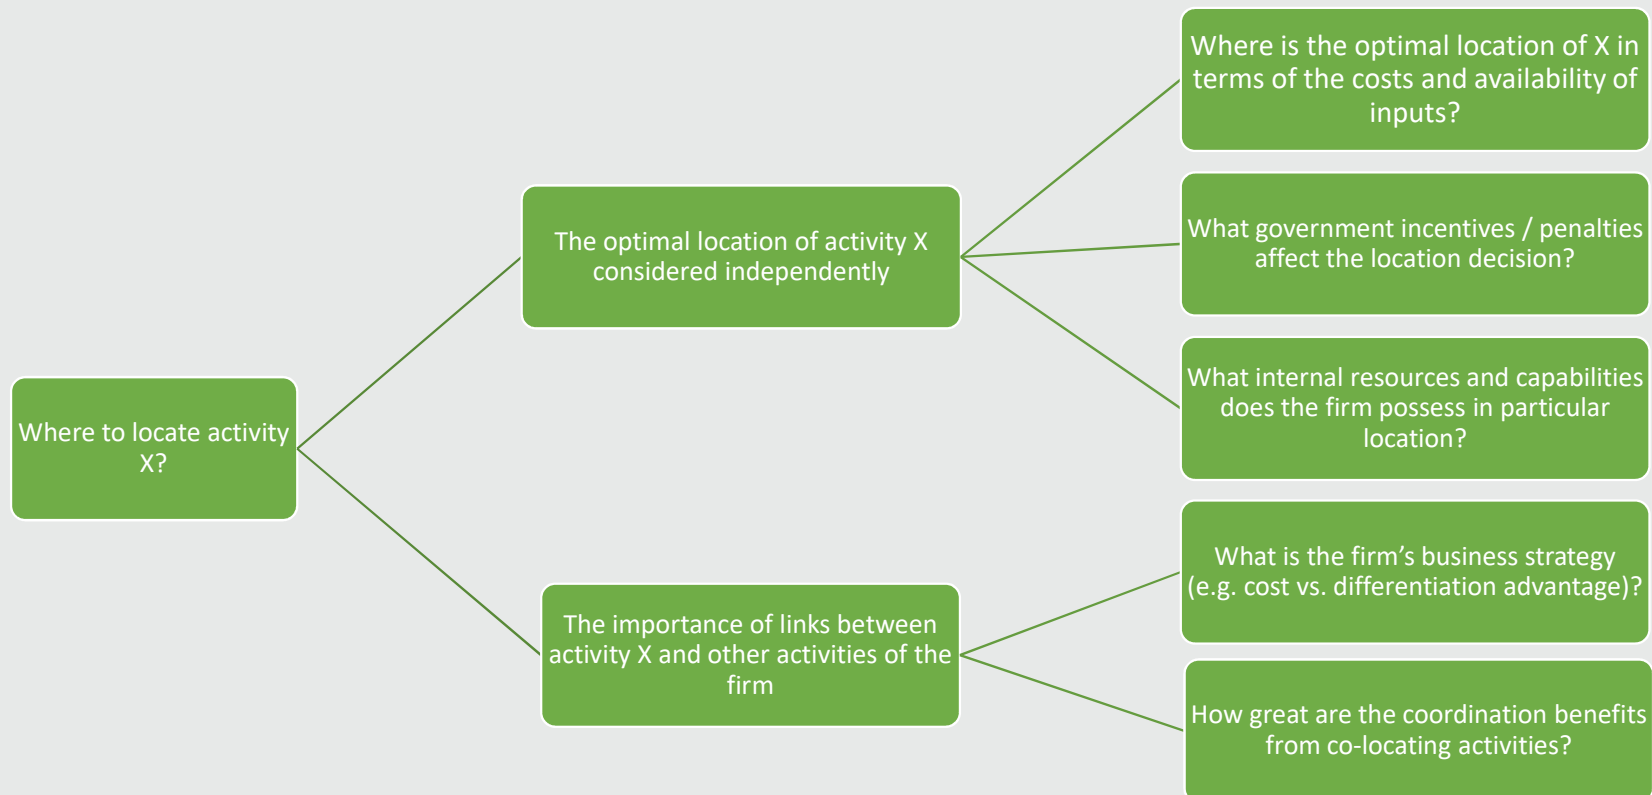 Where to locate activity
X?
The optimal location of activity X
considered independently
Where is the optimal location of X in
terms of the costs and availability of
inputs?
What government incentives / penalties
affect the location decision?
What internal resources and capabilities
does the firm possess in particular
location?
The importance of links between
activity X and other activities of the
firm
What is the firm’s business strategy
(e.g. cost vs. differentiation advantage)?
How great are the coordination benefits
from co-locating activities?